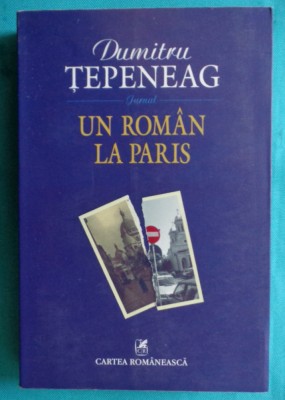 Dumitru
ȚEPENEAG
Jurnal
UN ROMÂN
LA PARIS
CARTEA ROMÂNEASCĂ